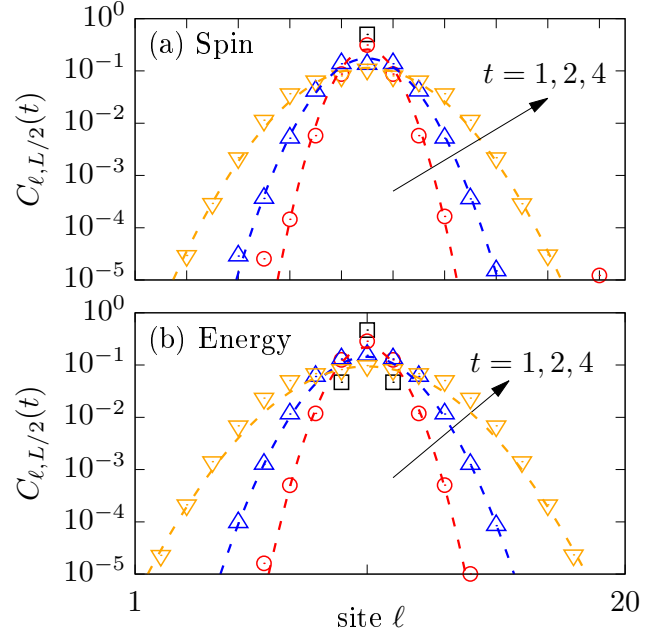 10^0
(a) Spin
10^-1
t = 1, 2, 4
10^-2
C_{ℓ,L/2}(t)
10^-3
10^-4
10^-5
10^0
(b) Energy
10^-1
t = 1, 2, 4
10^-2
C_{ℓ,L/2}(t)
10^-3
10^-4
10^-5
1
site ℓ
20